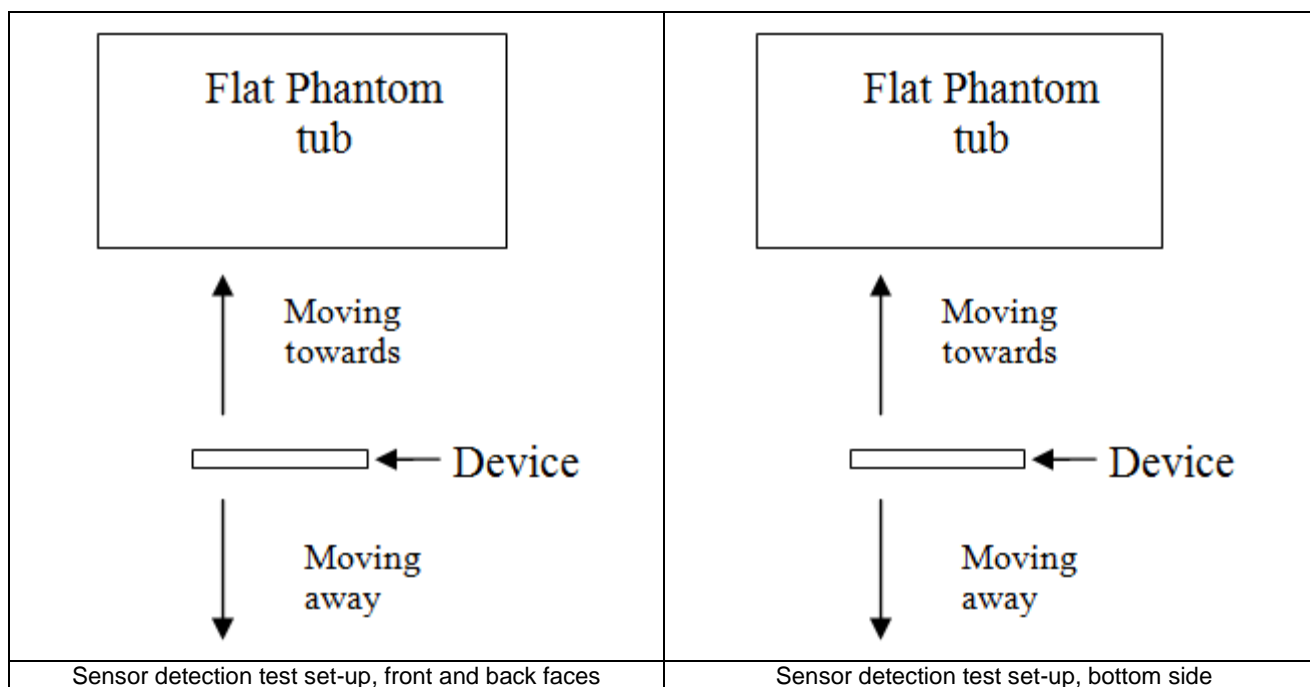 Flat Phantom
tub
Moving
towards
Device
Moving
away
Sensor detection test set-up, front and back faces
Flat Phantom
tub
Moving
towards
Device
Moving
away
Sensor detection test set-up, bottom side